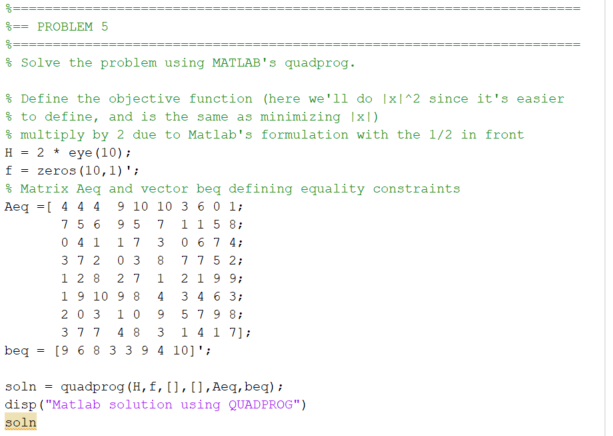 %=======================================================================
%== PROBLEM 5
%=======================================================================
% Solve the problem using MATLAB's quadprog.
% Define the objective function (here we'll do |x|^2 since it's easier
% to define, and is the same as minimizing |x|)
% multiply by 2 due to Matlab's formulation with the 1/2 in front
H = 2 * eye(10);
f = zeros(10,1)';
% Matrix Aeq and vector beq defining equality constraints
Aeq =[ 4 4 4  9 10 10 3 6 0 1;
7 5 6  9 5  7  1 1 5 8;
0 4 1  1 7  3  0 6 7 4;
3 7 2  0 3  8  7 7 5 2;
1 2 8  2 7  1  2 1 9 9;
1 9 10 9 8  4  3 4 6 3;
2 0 3  1 0  9  5 7 9 8;
3 7 7  4 8  3  1 4 1 7];
beq = [9 6 8 3 3 9 4 10]';
soln = quadprog(H,f,[],[],Aeq,beq);
disp("Matlab solution using QUADPROG")
soln